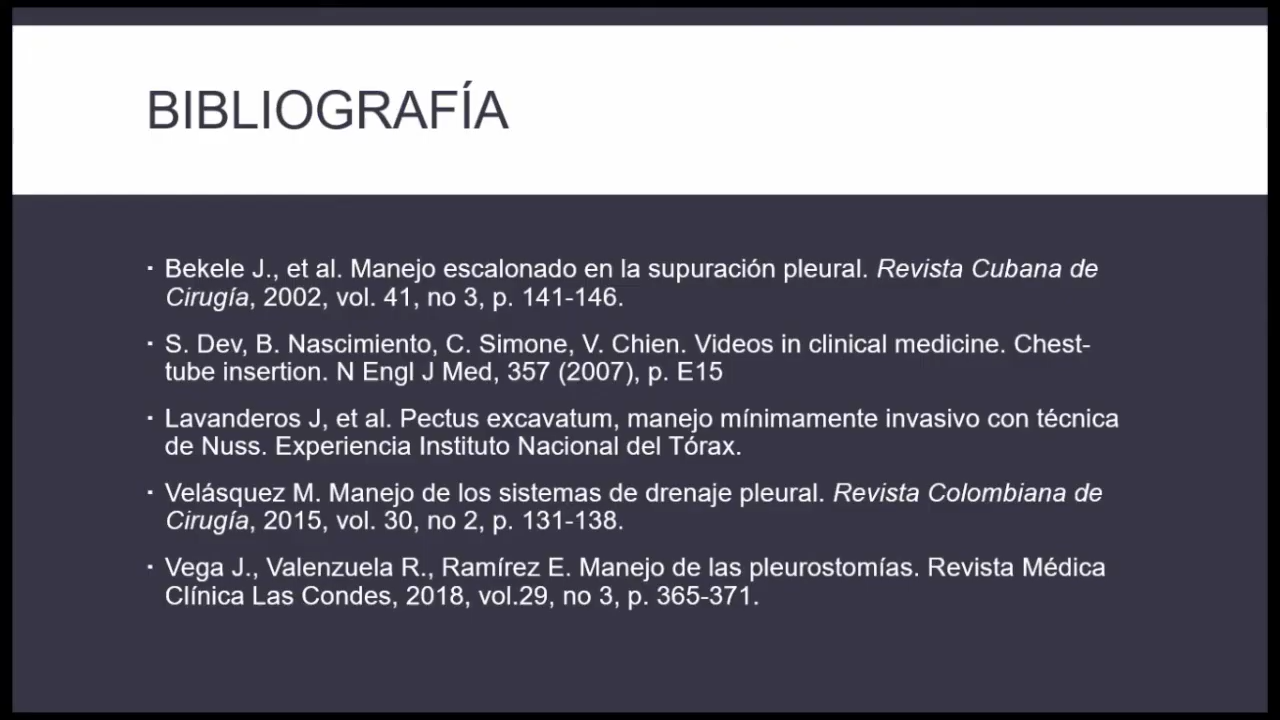 BIBLIOGRAFÍA
▪ Bekele J., et al. Manejo escalonado en la supuración pleural. Revista Cubana de
Cirugía, 2002, vol. 41, no 3, p. 141-146.
▪ S. Dev, B. Nascimiento, C. Simone, V. Chien. Videos in clinical medicine. Chest-
tube insertion. N Engl J Med, 357 (2007), p. E15
▪ Lavanderos J, et al. Pectus excavatum, manejo mínimamente invasivo con técnica
de Nuss. Experiencia Instituto Nacional del Tórax.
▪ Velásquez M. Manejo de los sistemas de drenaje pleural. Revista Colombiana de
Cirugía, 2015, vol. 30, no 2, p. 131-138.
▪ Vega J., Valenzuela R., Ramírez E. Manejo de las pleurostomías. Revista Médica
Clínica Las Condes, 2018, vol.29, no 3, p. 365-371.